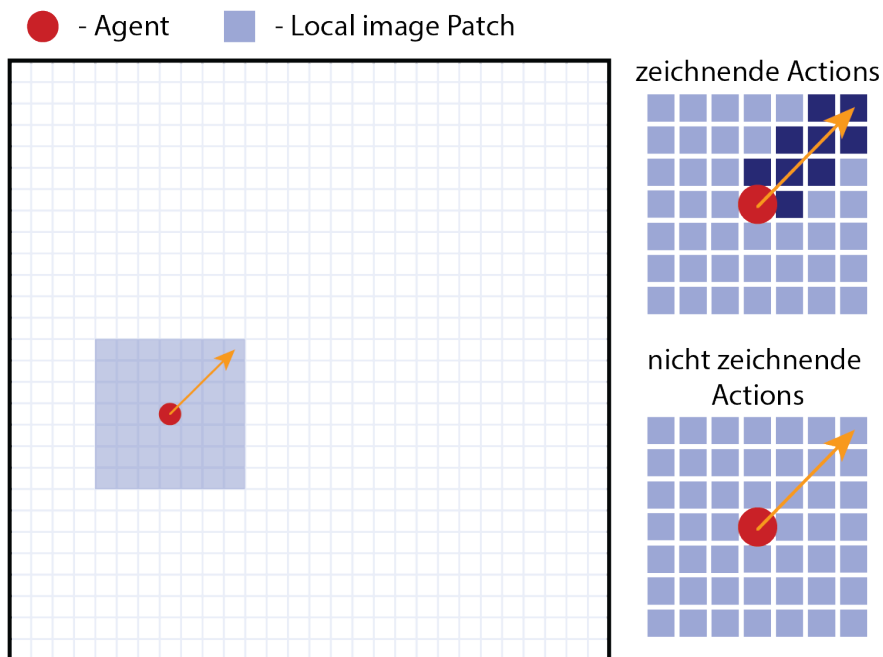 - Agent
- Local image Patch
zeichnende Actions
nicht zeichnende
Actions